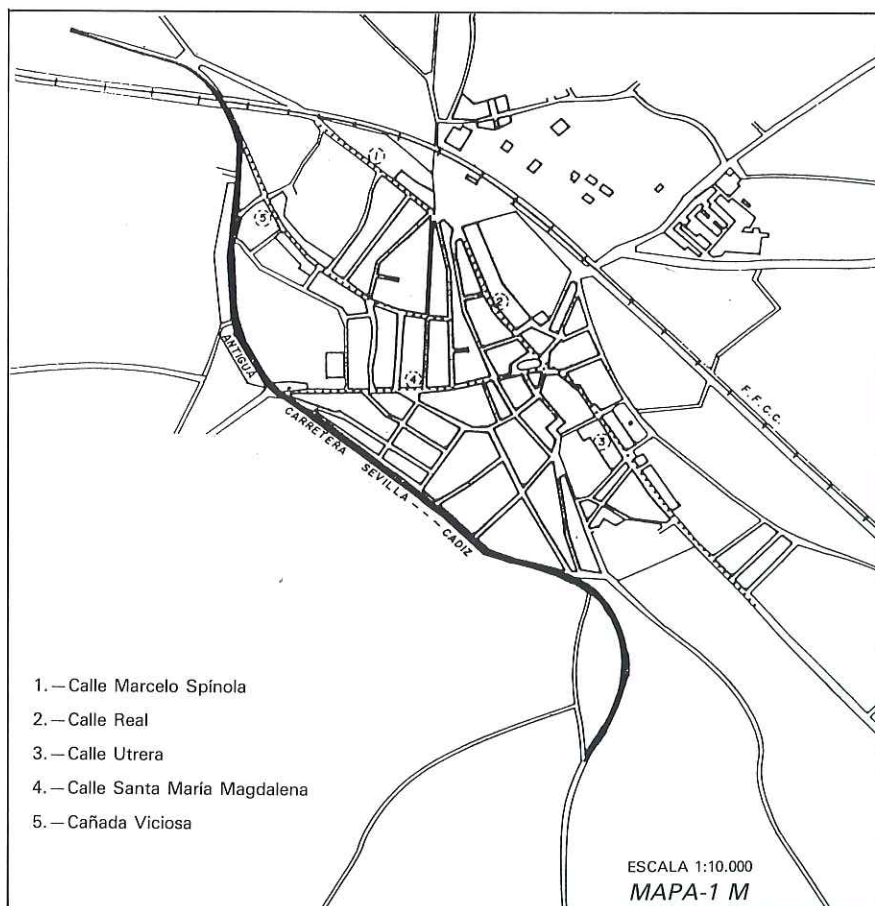 1
5
2
ANTIGUA
4
F.F.C.C.
CARRETERA SEVILLA - - - - CADIZ
3
1.—Calle Marcelo Spínola
2.—Calle Real
3.—Calle Utrera
4.—Calle Santa María Magdalena
5.—Cañada Viciosa
ESCALA 1:10.000
MAPA-1 M